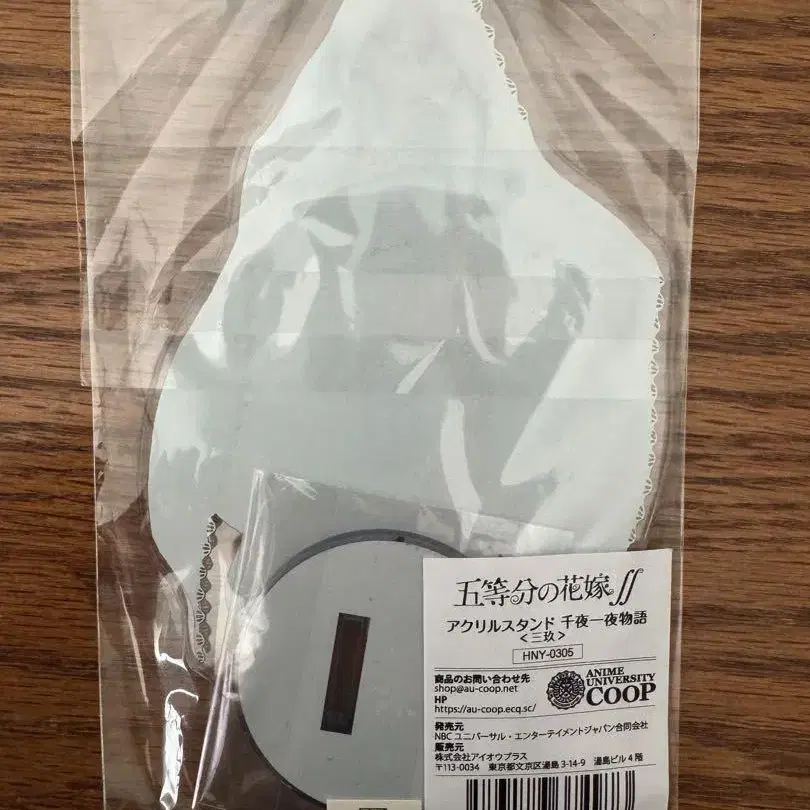 五等分の花嫁∬
アクリルスタンド 千夜一夜物語
<三玖>
HNY-0305
商品のお問い合わせ先
shop@au-coop.net
HP
https://au-coop.ecq.sc/
ANIME
UNIVERSITY
COOP
発売元
NBC ユニバーサル・エンターテイメントジャパン合同会社
販売元
株式会社アイオウプラス
〒113-0034 東京都文京区湯島 3-14-9 湯島ビル 4 階